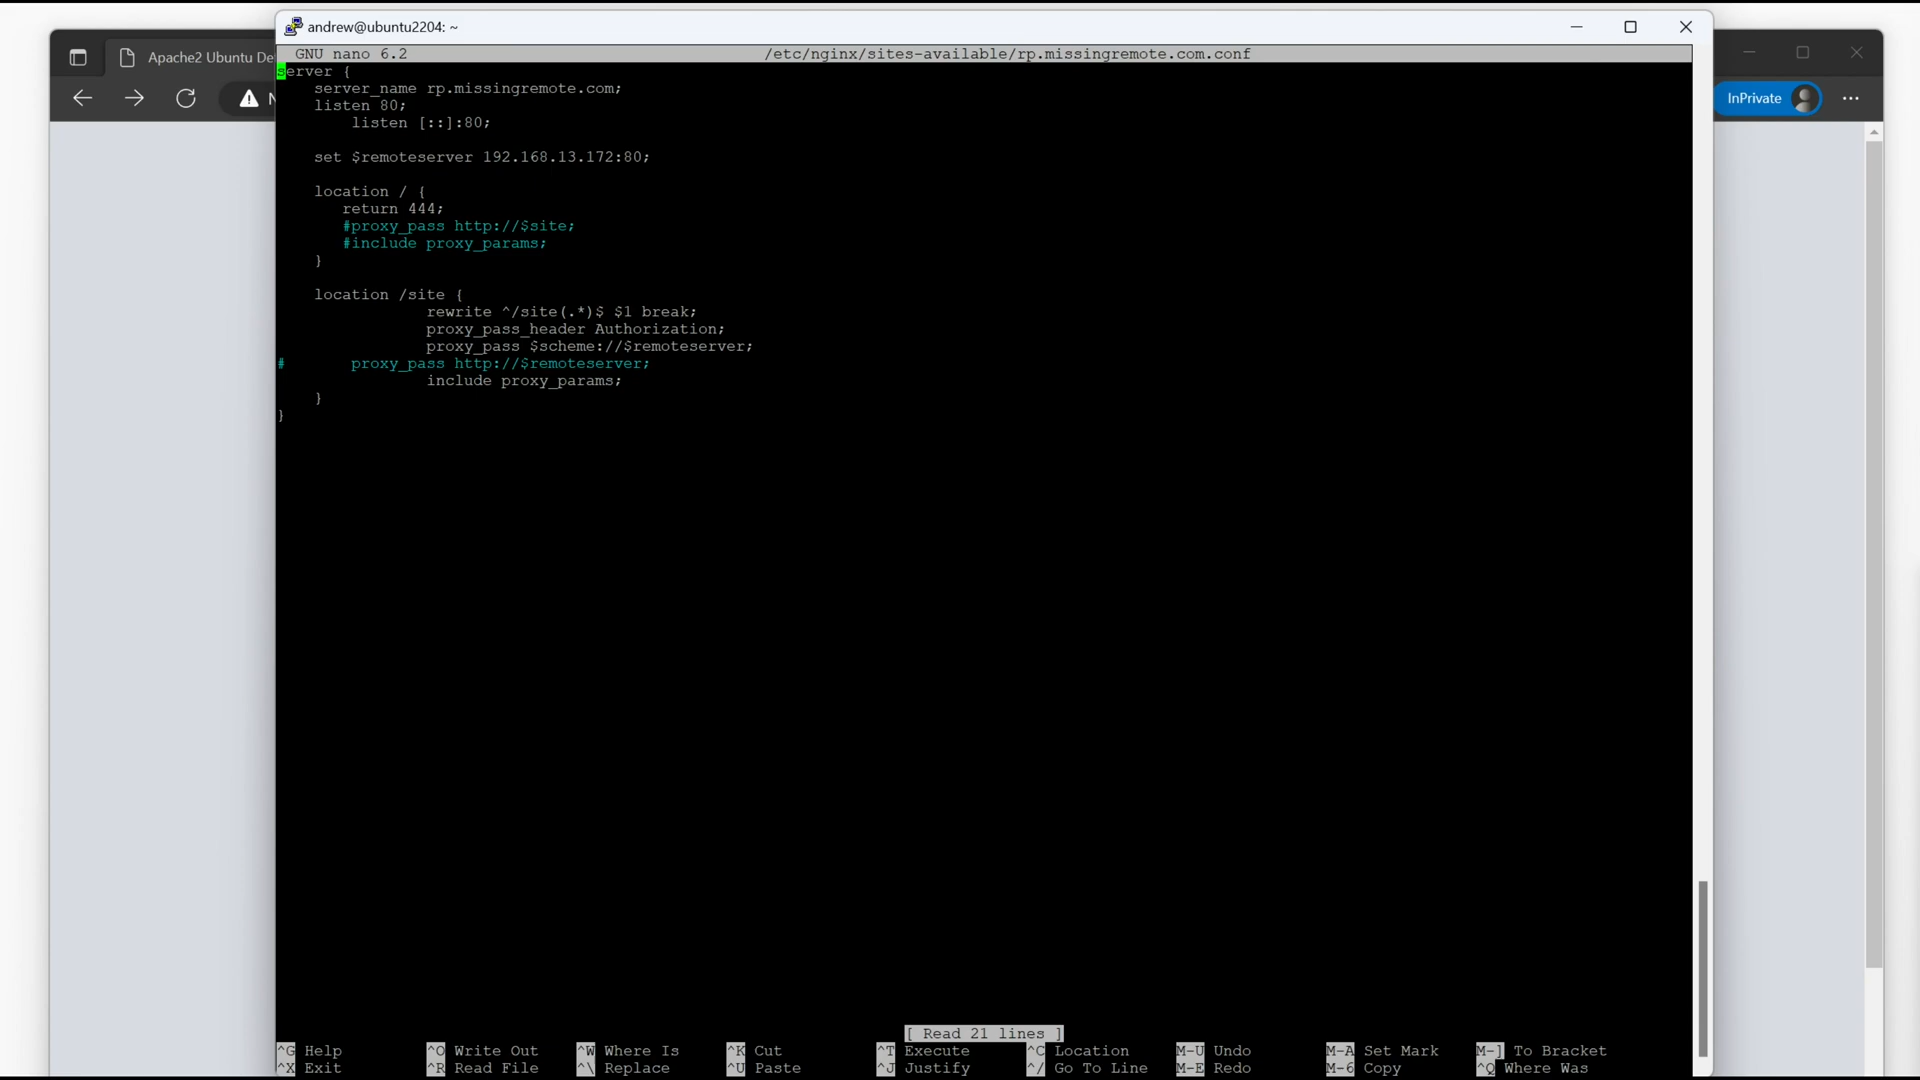 andrew@ubuntu2204: ~
Apache2 Ubuntu De
N
InPrivate
GNU nano 6.2 /etc/nginx/sites-available/rp.missingremote.com.conf
server {
server_name rp.missingremote.com;
listen 80;
listen [::]:80;
set $remoteserver 192.168.13.172:80;
location / {
return 444;
#proxy_pass http://$site;
#include proxy_params;
}
location /site {
rewrite ^/site(.*)$ $1 break;
proxy_pass_header Authorization;
proxy_pass $scheme://$remoteserver;
# proxy_pass http://$remoteserver;
include proxy_params;
}
}
[ Read 21 lines ]
^G Help ^O Write Out ^W Where Is ^K Cut ^T Execute ^C Location M-U Undo M-A Set Mark M-] To Bracket
^X Exit ^R Read File ^\ Replace ^U Paste ^J Justify ^/ Go To Line M-E Redo M-6 Copy ^Q Where Was